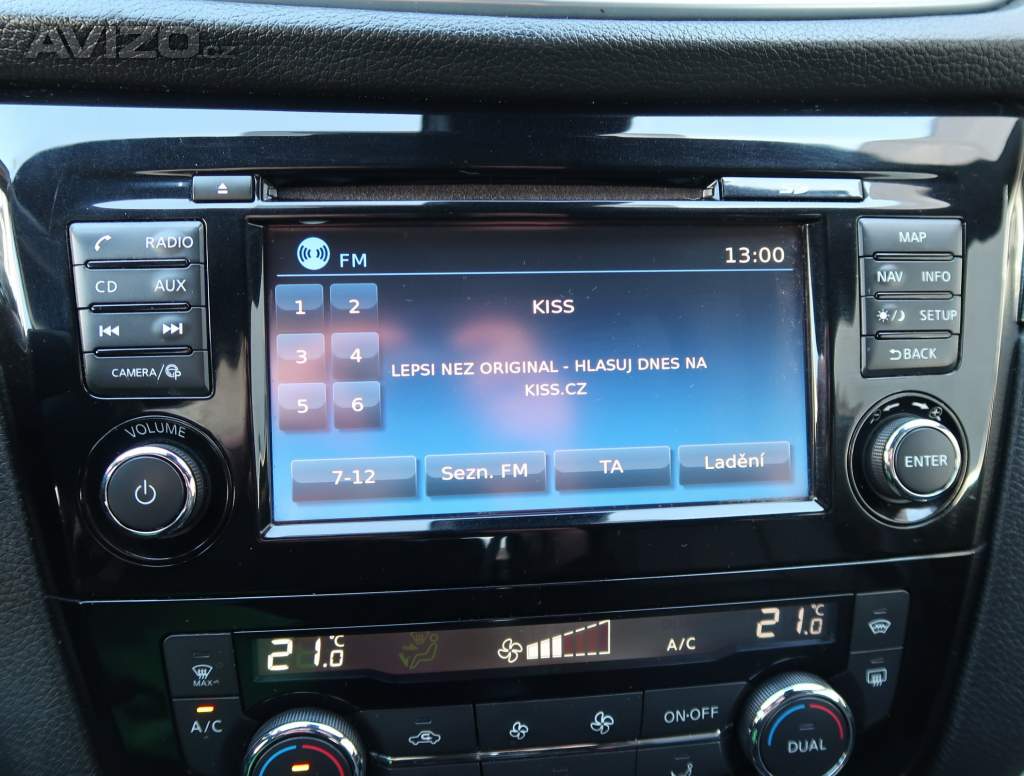 AVIZO.cz
RADIO
CD AUX
CAMERA/
VOLUME
FM 13:00
1 2
3 4
5 6
KISS
LEPSI NEZ ORIGINAL - HLASUJ DNES NA
KISS.CZ
7-12 Sezn. FM TA Ladění
MAP
NAV INFO
SETUP
BACK
ENTER
21.0 °C
A/C
21.0 °C
MAX
A/C
ON·OFF
DUAL